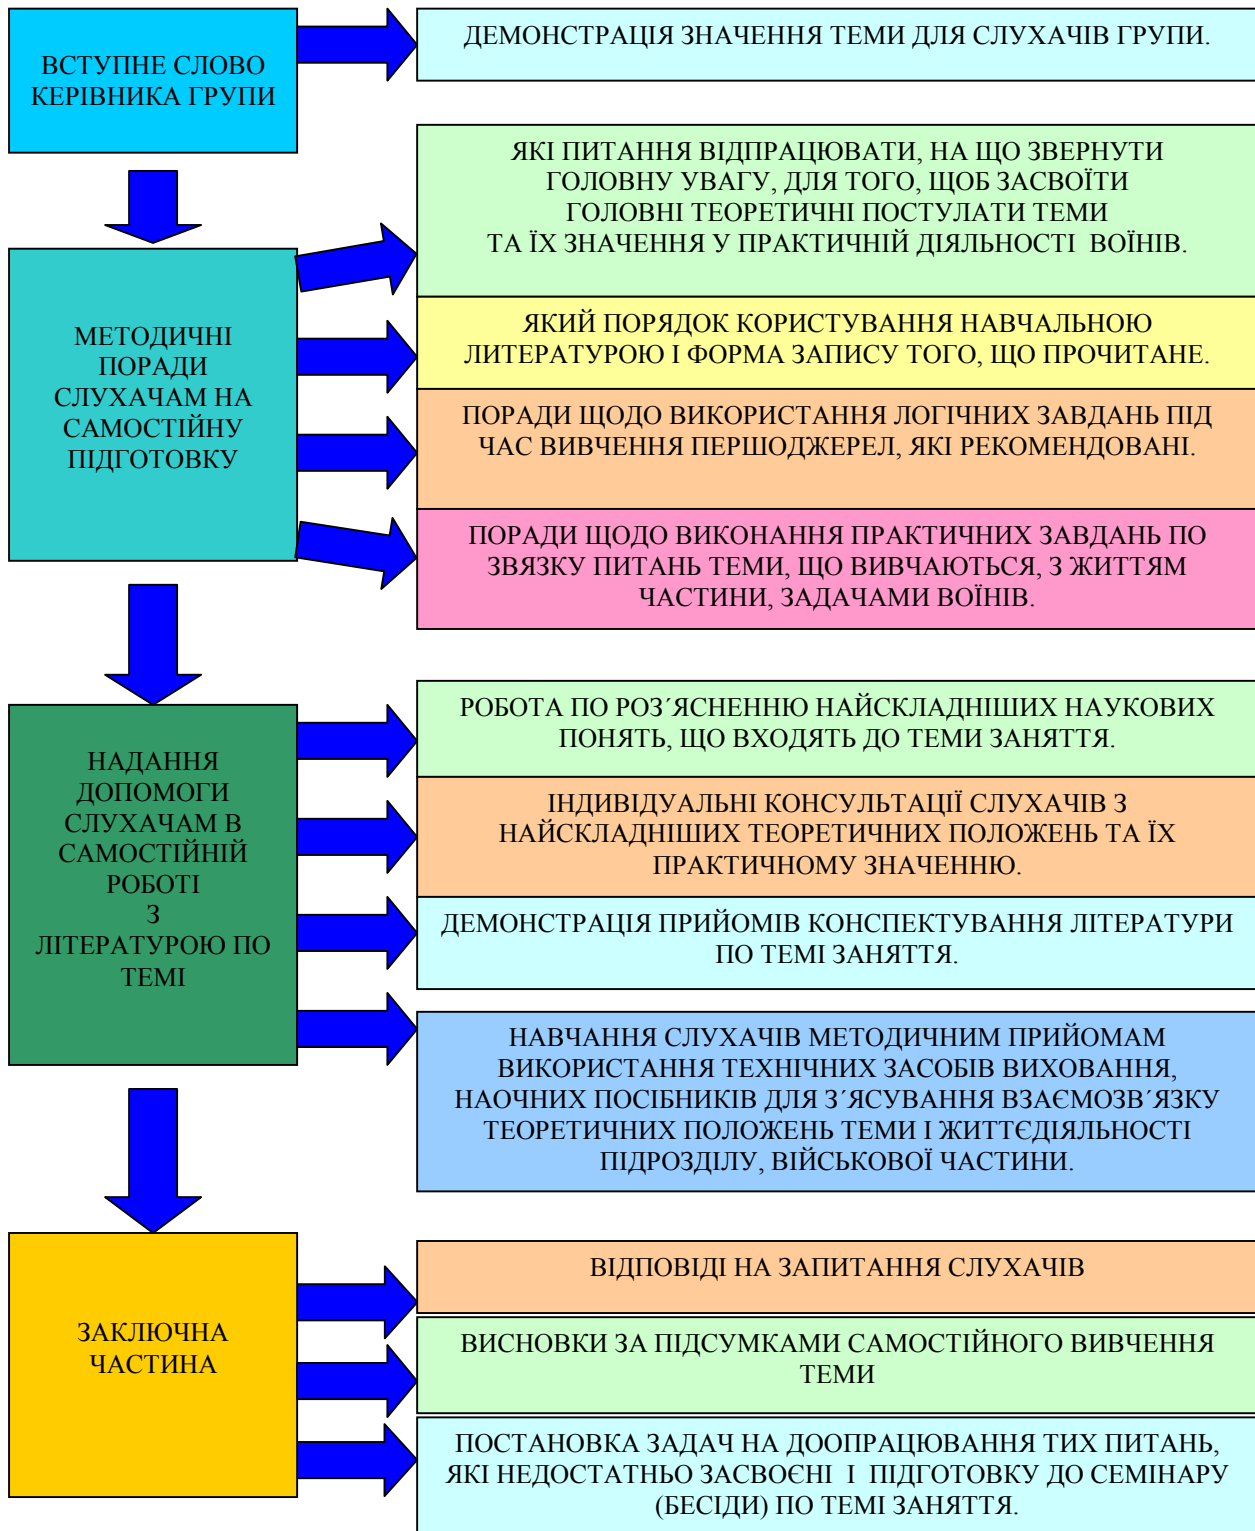 ВСТУПНЕ СЛОВО
КЕРІВНИКА ГРУПИ
ДЕМОНСТРАЦІЯ ЗНАЧЕННЯ ТЕМИ ДЛЯ СЛУХАЧІВ ГРУПИ.
МЕТОДИЧНІ
ПОРАДИ
СЛУХАЧАМ НА
САМОСТІЙНУ
ПІДГОТОВКУ
ЯКІ ПИТАННЯ ВІДПРАЦЮВАТИ, НА ЩО ЗВЕРНУТИ
ГОЛОВНУ УВАГУ, ДЛЯ ТОГО, ЩОБ ЗАСВОЇТИ
ГОЛОВНІ ТЕОРЕТИЧНІ ПОСТУЛАТИ ТЕМИ
ТА ЇХ ЗНАЧЕННЯ У ПРАКТИЧНІЙ ДІЯЛЬНОСТІ ВОЇНІВ.
ЯКИЙ ПОРЯДОК КОРИСТУВАННЯ НАВЧАЛЬНОЮ
ЛИТЕРАТУРОЮ І ФОРМА ЗАПИСУ ТОГО, ЩО ПРОЧИТАНЕ.
ПОРАДИ ЩОДО ВИКОРИСТАННЯ ЛОГІЧНИХ ЗАВДАНЬ ПІД
ЧАС ВИВЧЕННЯ ПЕРШОДЖЕРЕЛ, ЯКІ РЕКОМЕНДОВАНІ.
ПОРАДИ ЩОДО ВИКОНАННЯ ПРАКТИЧНИХ ЗАВДАНЬ ПО
ЗВЯЗКУ ПИТАНЬ ТЕМИ, ЩО ВИВЧАЮТЬСЯ, З ЖИТТЯМ
ЧАСТИНИ, ЗАДАЧАМИ ВОЇНІВ.
НАДАННЯ
ДОПОМОГИ
СЛУХАЧАМ В
САМОСТІЙНІЙ
РОБОТІ
З
ЛІТЕРАТУРОЮ ПО
ТЕМІ
РОБОТА ПО РОЗ´ЯСНЕННЮ НАЙСКЛАДНІШИХ НАУКОВИХ
ПОНЯТЬ, ЩО ВХОДЯТЬ ДО ТЕМИ ЗАНЯТТЯ.
ІНДИВІДУАЛЬНІ КОНСУЛЬТАЦІЇ СЛУХАЧІВ З
НАЙСКЛАДНІШИХ ТЕОРЕТИЧНИХ ПОЛОЖЕНЬ ТА ЇХ
ПРАКТИЧНОМУ ЗНАЧЕННЮ.
ДЕМОНСТРАЦІЯ ПРИЙОМІВ КОНСПЕКТУВАННЯ ЛІТЕРАТУРИ
ПО ТЕМІ ЗАНЯТТЯ.
НАВЧАННЯ СЛУХАЧІВ МЕТОДИЧНИМ ПРИЙОМАМ
ВИКОРИСТАННЯ ТЕХНІЧНИХ ЗАСОБІВ ВИХОВАННЯ,
НАОЧНИХ ПОСІБНИКІВ ДЛЯ З´ЯСУВАННЯ ВЗАЄМОЗВ´ЯЗКУ
ТЕОРЕТИЧНИХ ПОЛОЖЕНЬ ТЕМИ І ЖИТТЄДІЯЛЬНОСТІ
ПІДРОЗДІЛУ, ВІЙСЬКОВОЇ ЧАСТИНИ.
ЗАКЛЮЧНА
ЧАСТИНА
ВІДПОВІДІ НА ЗАПИТАННЯ СЛУХАЧІВ
ВИСНОВКИ ЗА ПІДСУМКАМИ САМОСТІЙНОГО ВИВЧЕННЯ
ТЕМИ
ПОСТАНОВКА ЗАДАЧ НА ДООПРАЦЮВАННЯ ТИХ ПИТАНЬ,
ЯКІ НЕДОСТАТНЬО ЗАСВОЄНІ І ПІДГОТОВКУ ДО СЕМІНАРУ
(БЕСІДИ) ПО ТЕМІ ЗАНЯТТЯ.